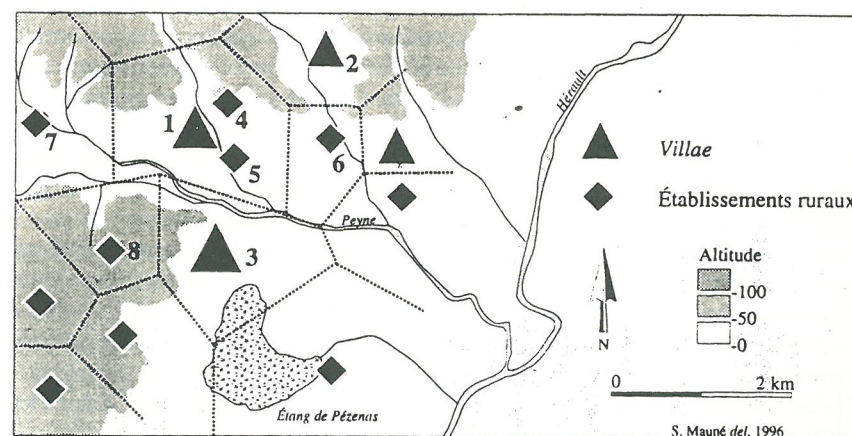 2
Hérault
4
1
7
6
Villae
5
Établissements ruraux
Peyne
8
3
Altitude
-100
-50
-0
N
0 2 km
Étang de Pézenas
S. Mauné del. 1996